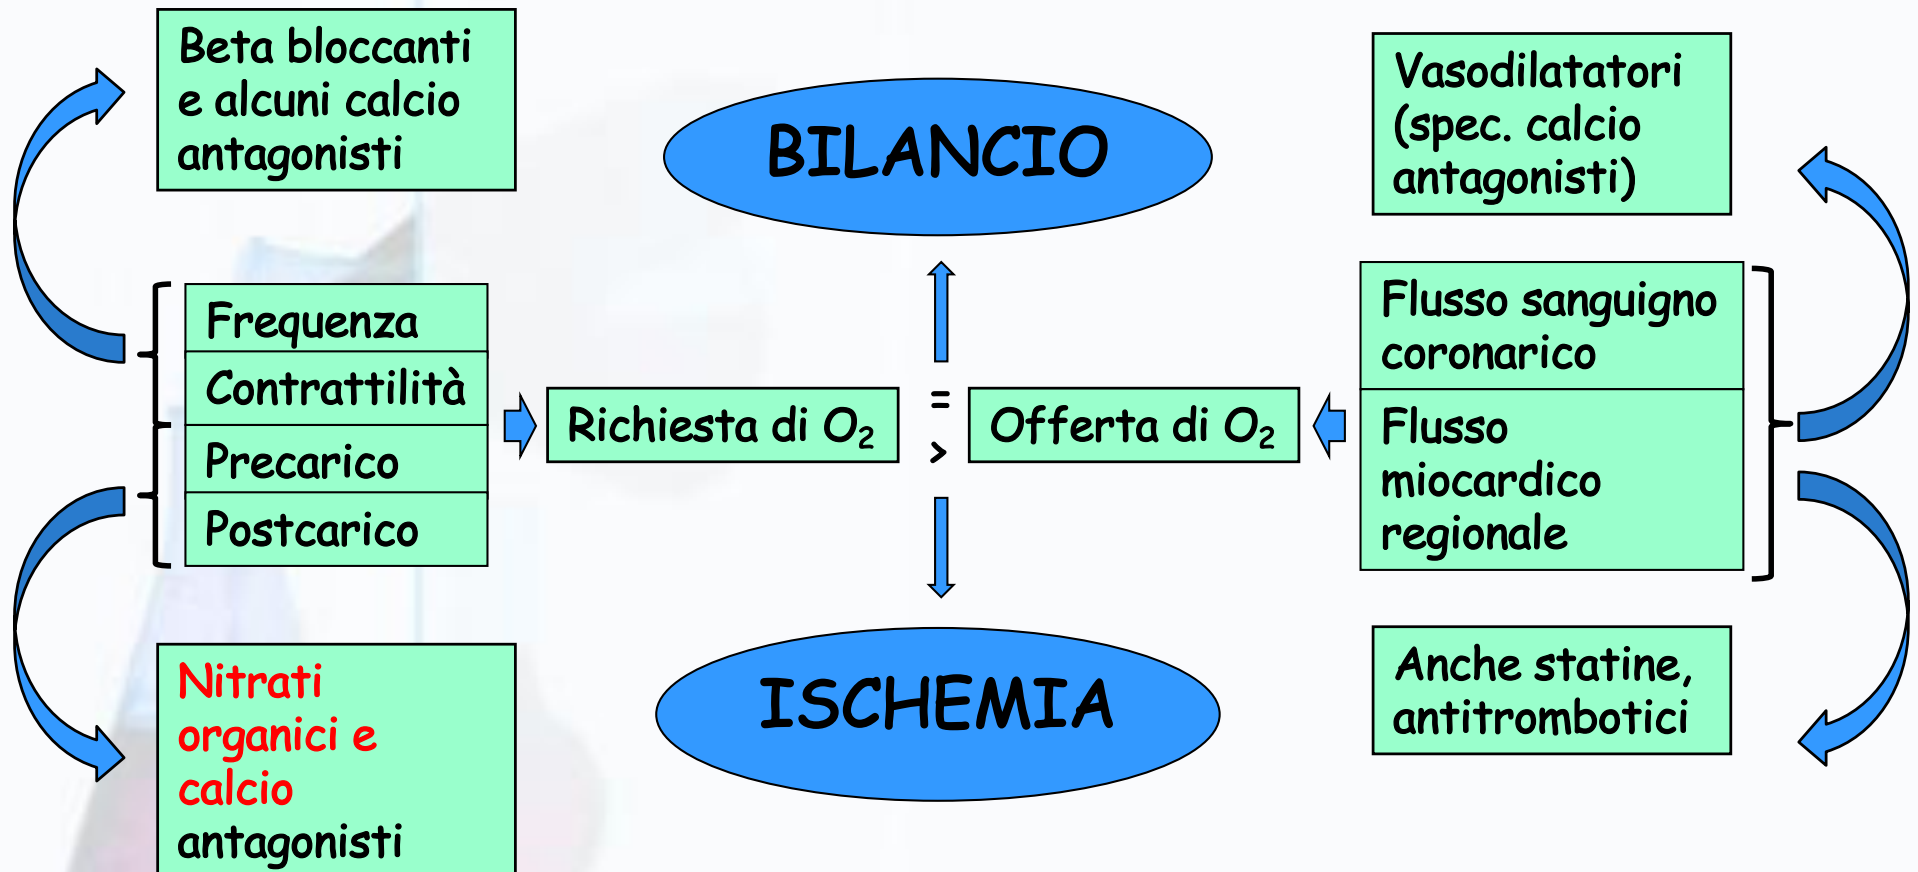 Beta bloccanti
e alcuni calcio
antagonisti
BILANCIO
Vasodilatatori
(spec. calcio
antagonisti)
Frequenza
Contrattilità
Precarico
Postcarico
Richiesta di O₂
=
>
Offerta di O₂
Flusso sanguigno
coronarico
Flusso
miocardico
regionale
Nitrati
organici e
calcio
antagonisti
ISCHEMIA
Anche statine,
antitrombotici